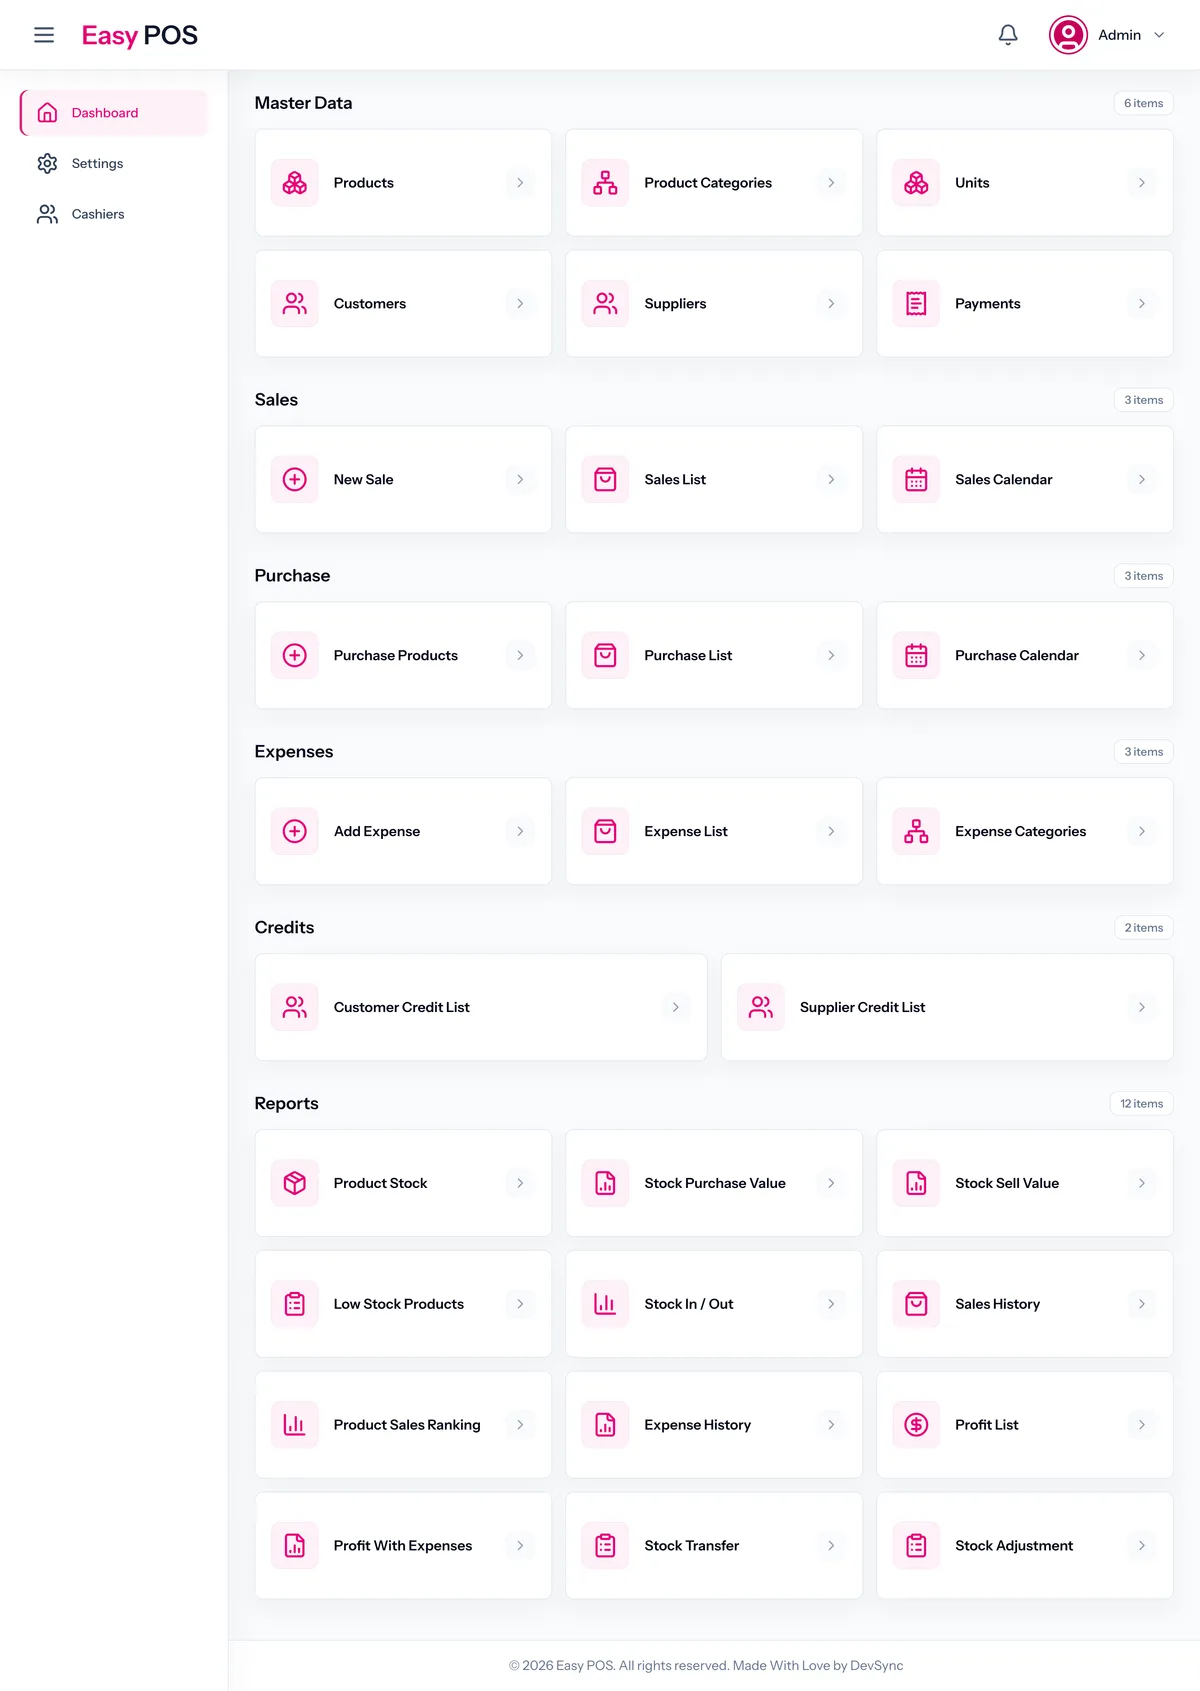 Easy POS
Admin
Dashboard
Settings
Cashiers
Master Data
6 items
Products
Product Categories
Units
Customers
Suppliers
Payments
Sales
3 items
New Sale
Sales List
Sales Calendar
Purchase
3 items
Purchase Products
Purchase List
Purchase Calendar
Expenses
3 items
Add Expense
Expense List
Expense Categories
Credits
2 items
Customer Credit List
Supplier Credit List
Reports
12 items
Product Stock
Stock Purchase Value
Stock Sell Value
Low Stock Products
Stock In / Out
Sales History
Product Sales Ranking
Expense History
Profit List
Profit With Expenses
Stock Transfer
Stock Adjustment
© 2026 Easy POS. All rights reserved. Made With Love by DevSync